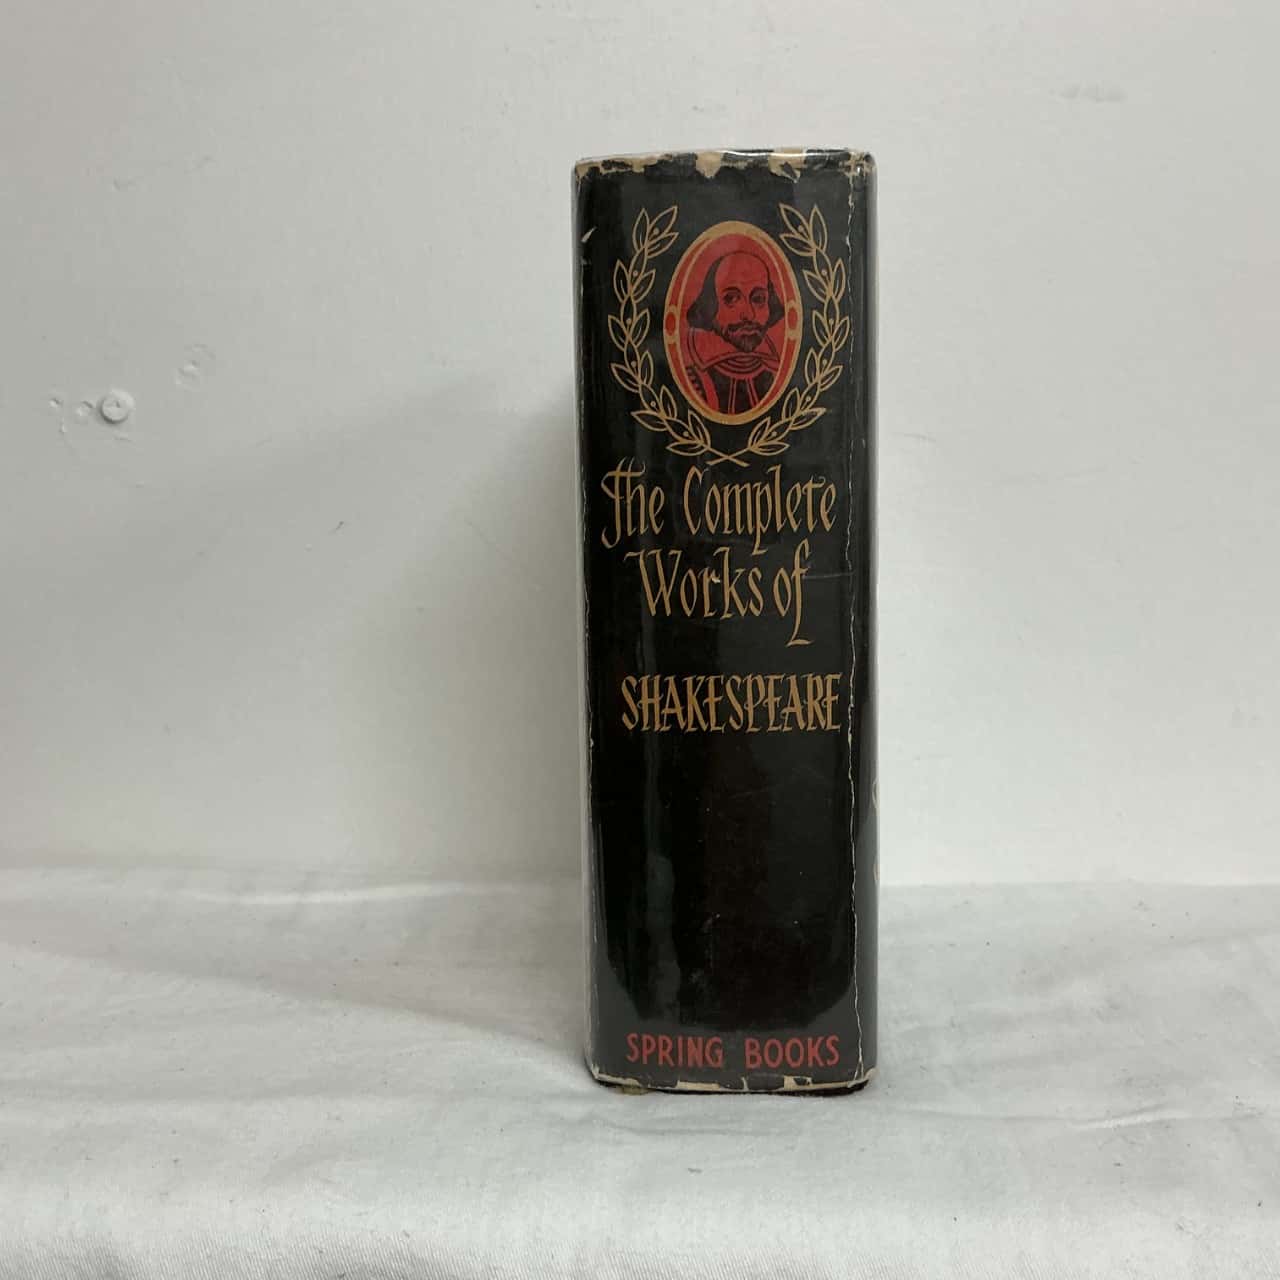 The Complete
Works of
SHAKESPEARE
SPRING BOOKS